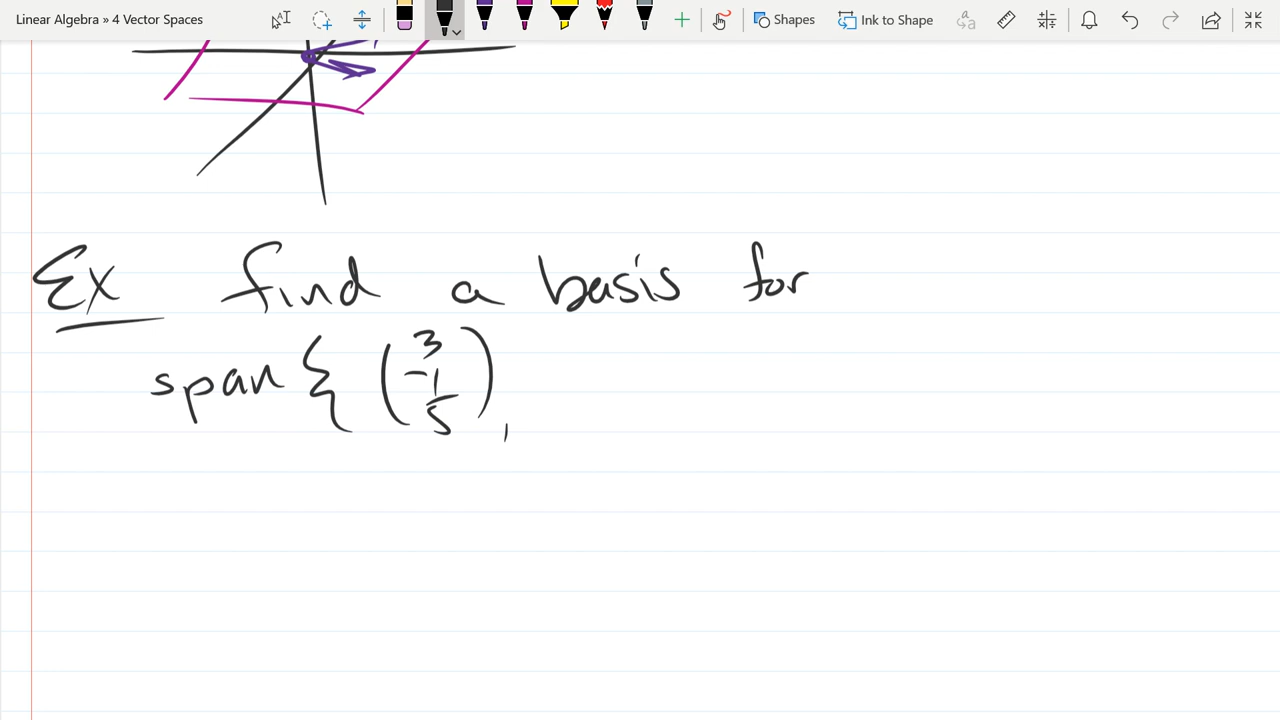 Linear Algebra » 4 Vector Spaces
Shapes
Ink to Shape
Ex find a basis for
span { ( 3
-1
5 ) ,